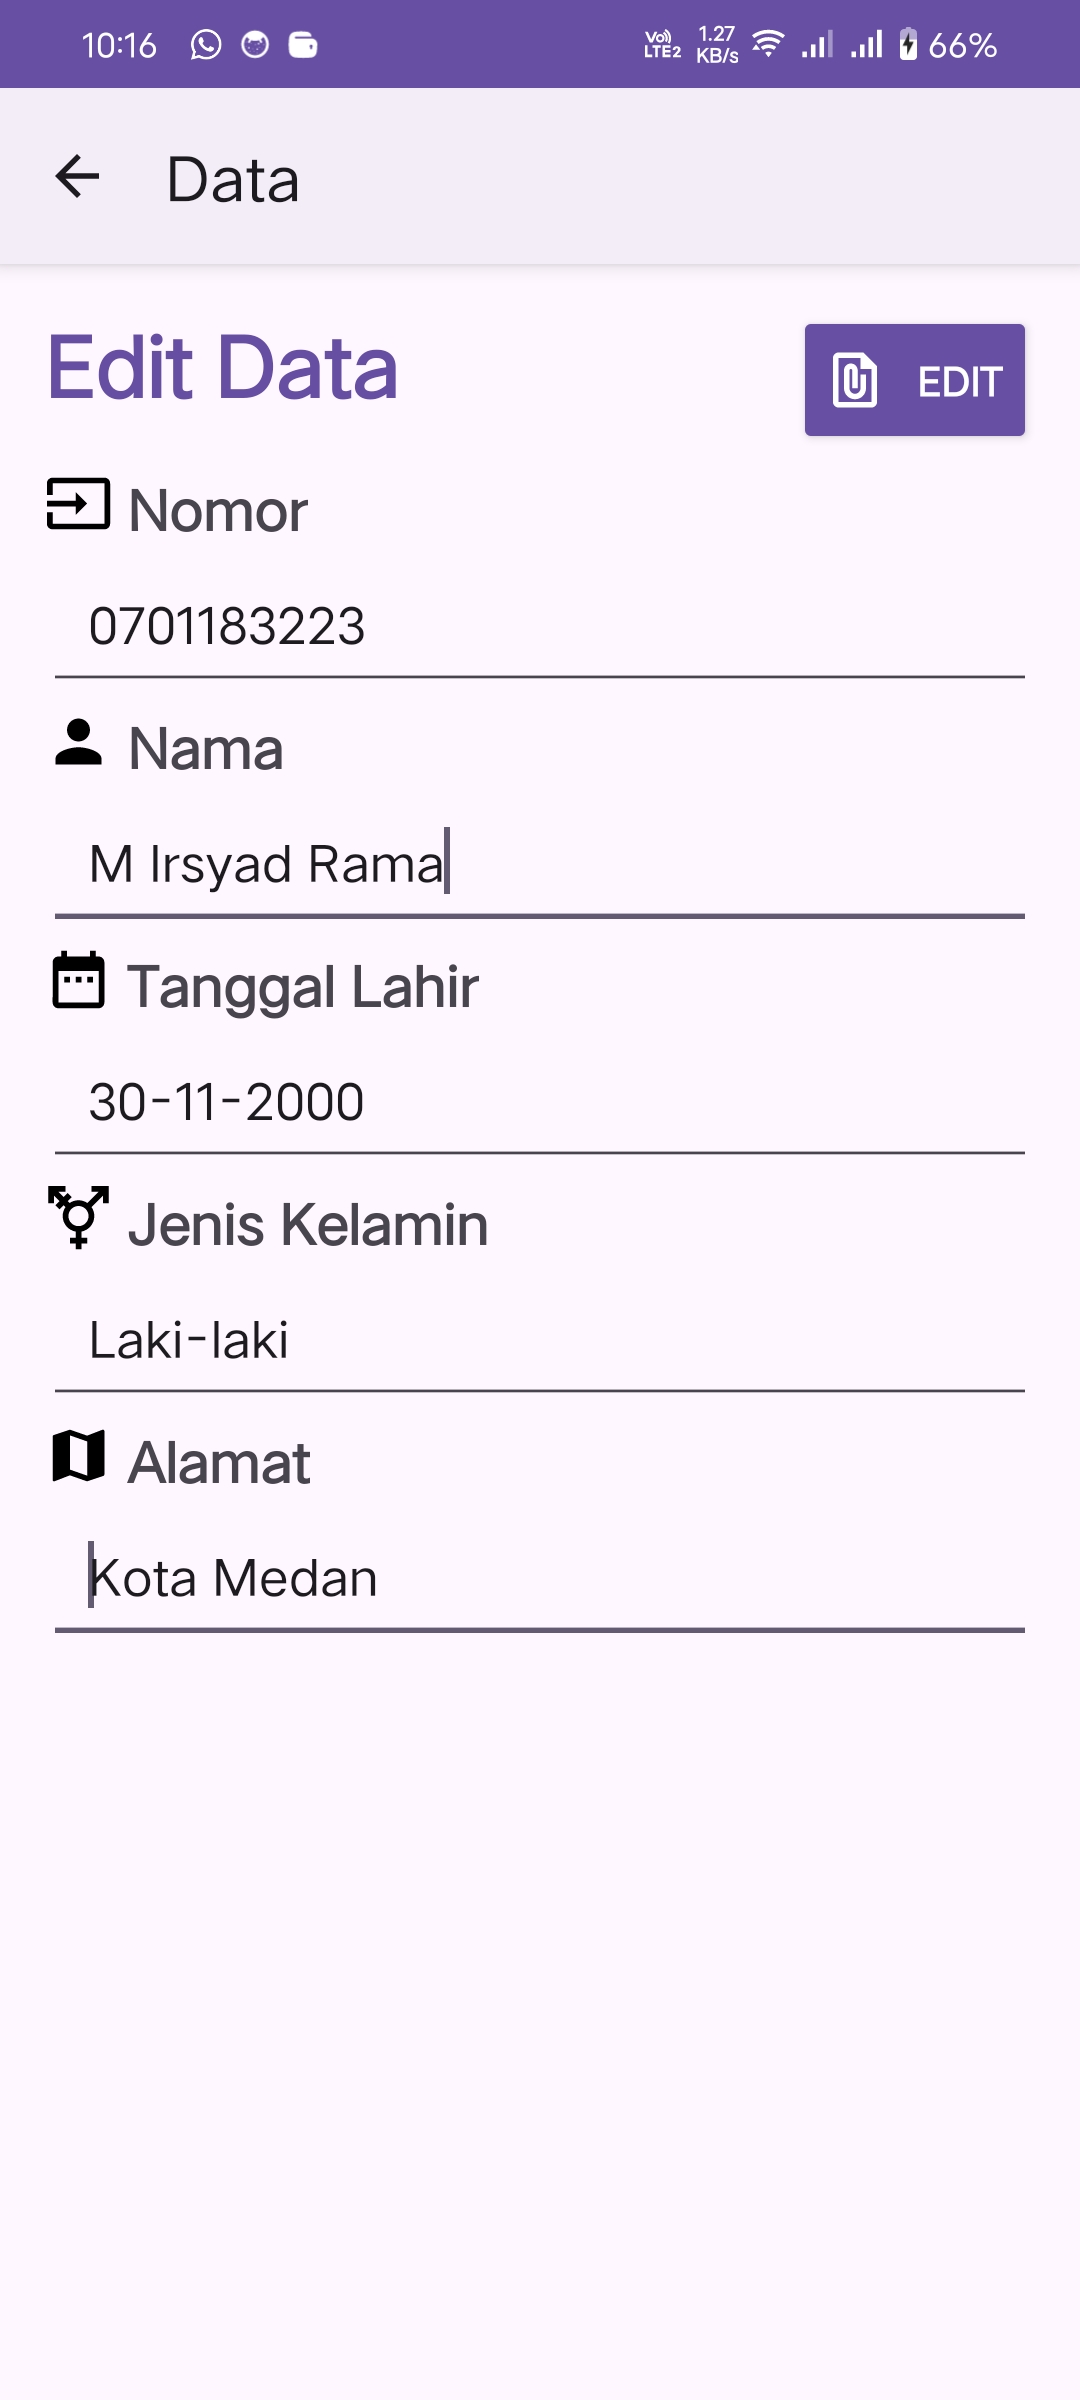 10:16
Vo)) LTE2 1.27 KB/s 66%
Data
Edit Data
EDIT
Nomor
0701183223
Nama
M Irsyad Rama
Tanggal Lahir
30-11-2000
Jenis Kelamin
Laki-laki
Alamat
Kota Medan